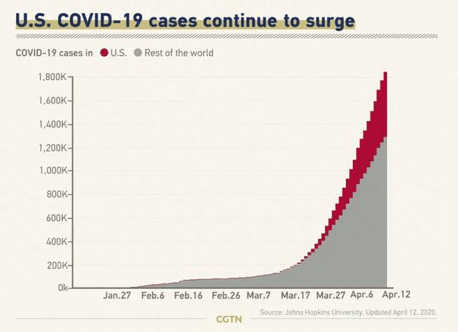 U.S. COVID-19 cases continue to surge
COVID-19 cases in U.S. Rest of the world
1,800K
1,600K
1,400K
1,200K
1,000K
800K
600K
400K
200K
0k
Jan.27 Feb.6 Feb.16 Feb.26 Mar.7 Mar.17 Mar.27 Apr.6 Apr.12
Source: Johns Hopkins University. Updated April 12, 2020.
CGTN